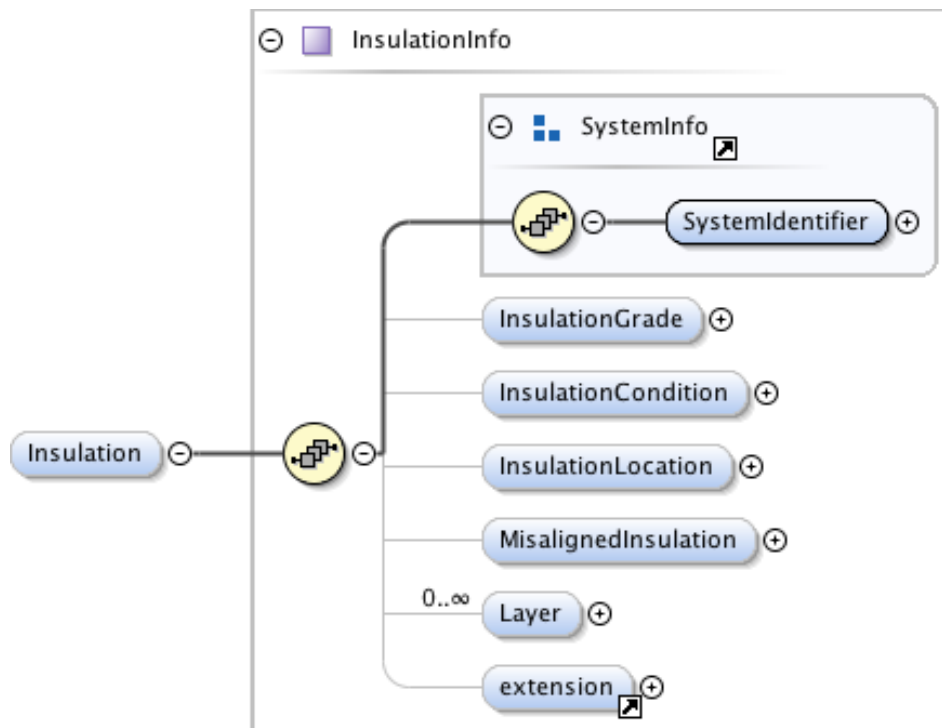 InsulationInfo
SystemInfo
SystemIdentifier
InsulationGrade
InsulationCondition
Insulation
InsulationLocation
MisalignedInsulation
0..∞
Layer
extension